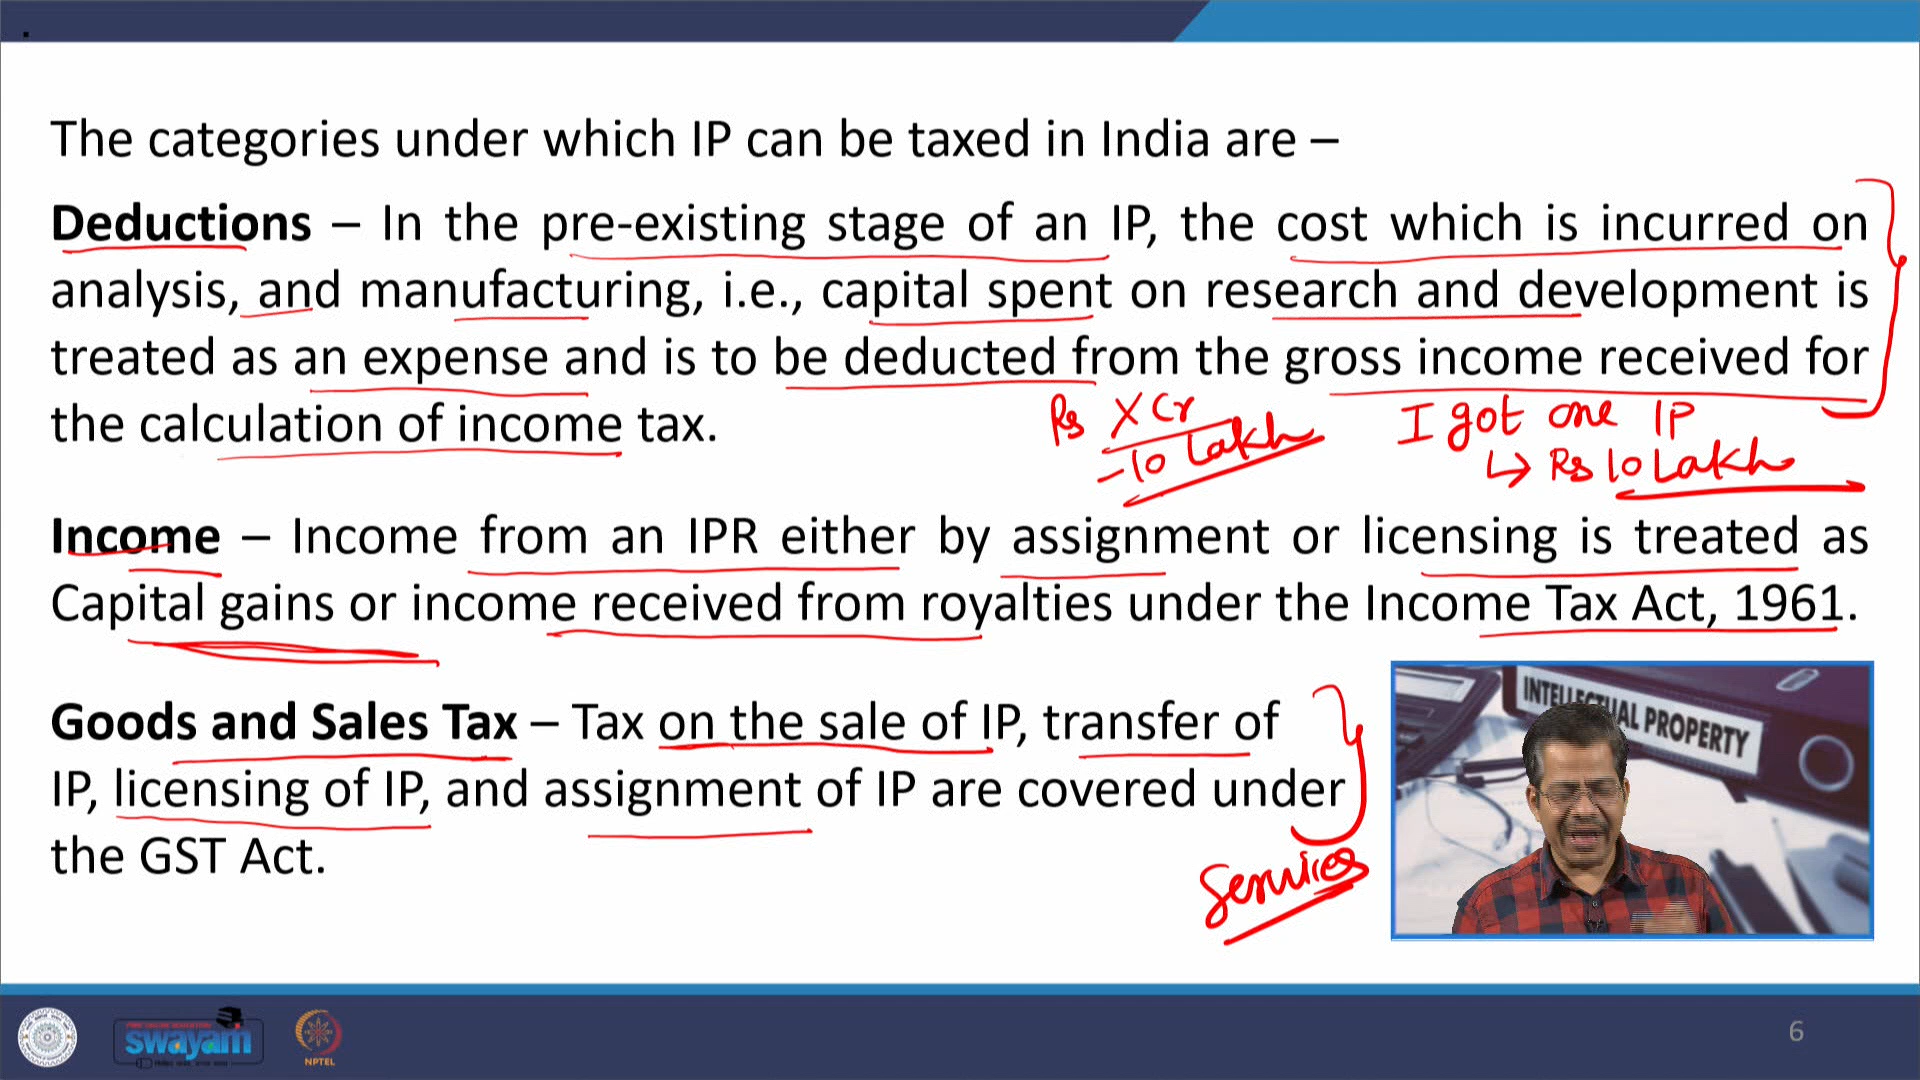 The categories under which IP can be taxed in India are –
Deductions – In the pre-existing stage of an IP, the cost which is incurred on
analysis, and manufacturing, i.e., capital spent on research and development is
treated as an expense and is to be deducted from the gross income received for
the calculation of income tax.
Rs X Cr
-10 Lakh
I got one IP
↳ Rs 10 Lakh
Income – Income from an IPR either by assignment or licensing is treated as
Capital gains or income received from royalties under the Income Tax Act, 1961.
Goods and Sales Tax – Tax on the sale of IP, transfer of
IP, licensing of IP, and assignment of IP are covered under
the GST Act.
Services
INTELLECTUAL PROPERTY
swayam
NPTEL
6